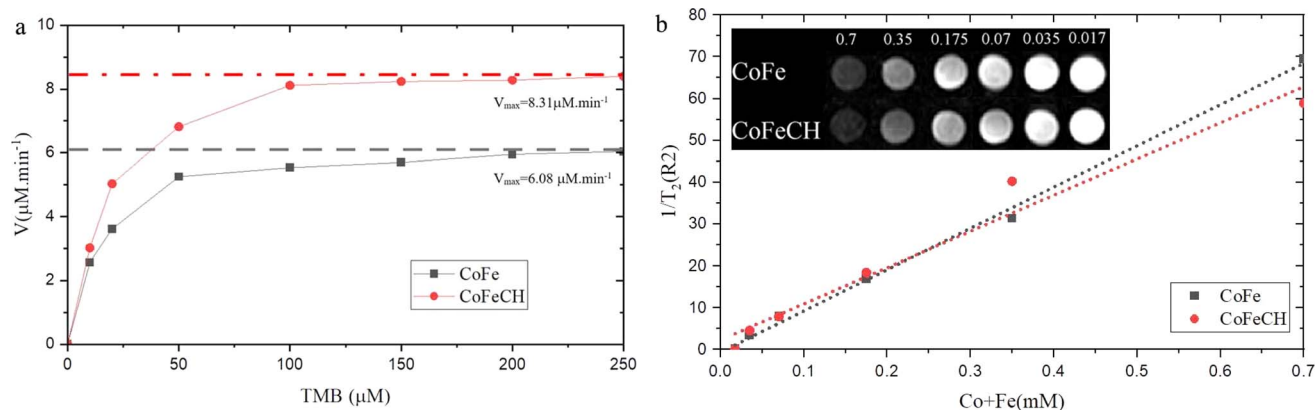 a
10
8
6
4
2
0
V(μM.min-1)
0
50
100
150
200
250
TMB (μM)
Vmax=8.31μM.min-1
Vmax=6.08 μM.min-1
CoFe
CoFeCH
b
80
70
60
50
40
30
20
10
0
1/T2(R2)
0.0
0.1
0.2
0.3
0.4
0.5
0.6
0.7
Co+Fe(mM)
0.7 0.35 0.175 0.07 0.035 0.017
CoFe
CoFeCH
CoFe
CoFeCH